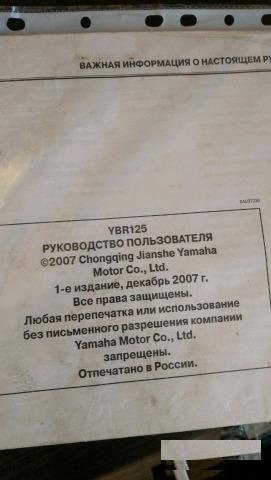 ВАЖНАЯ ИНФОРМАЦИЯ О НАСТОЯЩЕМ РУ
YBR125
РУКОВОДСТВО ПОЛЬЗОВАТЕЛЯ
©2007 Chongqing Jianshe Yamaha
Motor Co., Ltd.
1-е издание, декабрь 2007 г.
Все права защищены.
Любая перепечатка или использование
без письменного разрешения компании
Yamaha Motor Co., Ltd.
запрещены.
Отпечатано в России.